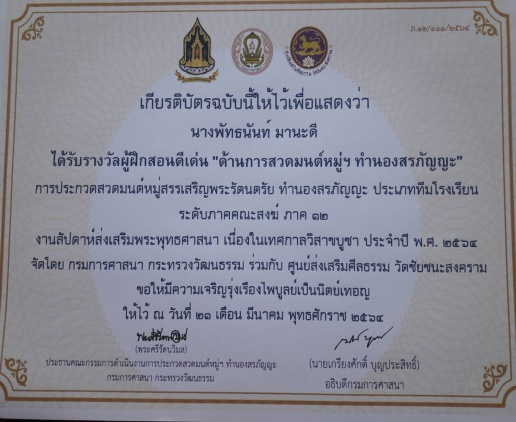 ภ.๑๒/๑๑๑/๒๕๖๔
เกียรติบัตรฉบับนี้ให้ไว้เพื่อแสดงว่า
นางพัทธนันท์ มานะดี
ได้รับรางวัลผู้ฝึกสอนดีเด่น "ด้านการสวดมนต์หมู่ฯ ทำนองสรภัญญะ"
การประกวดสวดมนต์หมู่สรรเสริญพระรัตนตรัย ทำนองสรภัญญะ ประเภททีมโรงเรียน
ระดับภาคคณะสงฆ์ ภาค ๑๒
งานสัปดาห์ส่งเสริมพระพุทธศาสนา เนื่องในเทศกาลวิสาขบูชา ประจำปี พ.ศ. ๒๕๖๔
จัดโดย กรมการศาสนา กระทรวงวัฒนธรรม ร่วมกับ ศูนย์ส่งเสริมศีลธรรม วัดชัยชนะสงคราม
ขอให้มีความเจริญรุ่งเรืองไพบูลย์เป็นนิตย์เทอญ
ให้ไว้ ณ วันที่ ๒๑ เดือน มีนาคม พุทธศักราช ๒๕๖๔
(พระศรีรัตนวิมล)
ประธานคณะกรรมการดำเนินงานการประกวดสวดมนต์หมู่ฯ ทำนองสรภัญญะ
กรมการศาสนา กระทรวงวัฒนธรรม
(นายเกรียงศักดิ์ บุญประสิทธิ์)
อธิบดีกรมการศาสนา